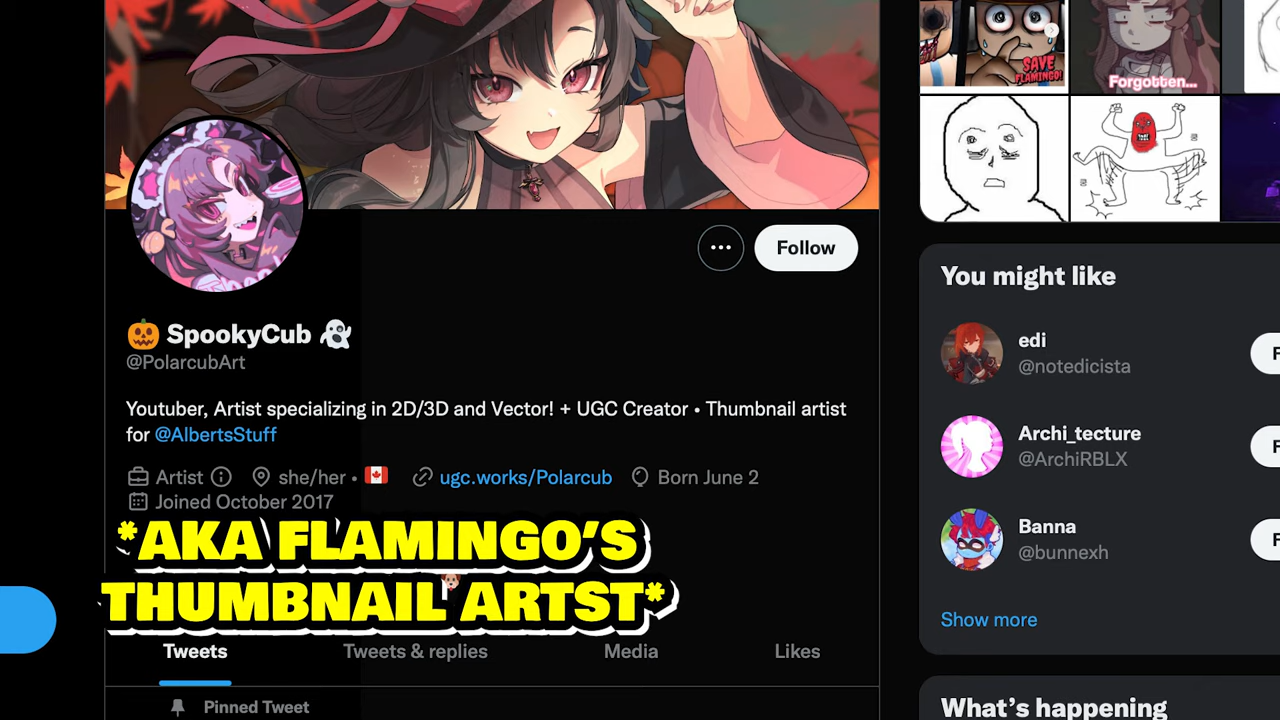 SAVE
FLAMINGO!
Forgotten...
Follow
🎃 SpookyCub 👻
@PolarcubArt
Youtuber, Artist specializing in 2D/3D and Vector! + UGC Creator • Thumbnail artist
for @AlbertsStuff
Artist she/her • 🇨🇦 ugc.works/Polarcub Born June 2
Joined October 2017
*AKA FLAMINGO'S
THUMBNAIL ARTST*
Tweets Tweets & replies Media Likes
Pinned Tweet
You might like
edi
@notedicista
F
Archi_tecture
@ArchiRBLX
F
Banna
@bunnexh
F
Show more
What's happening